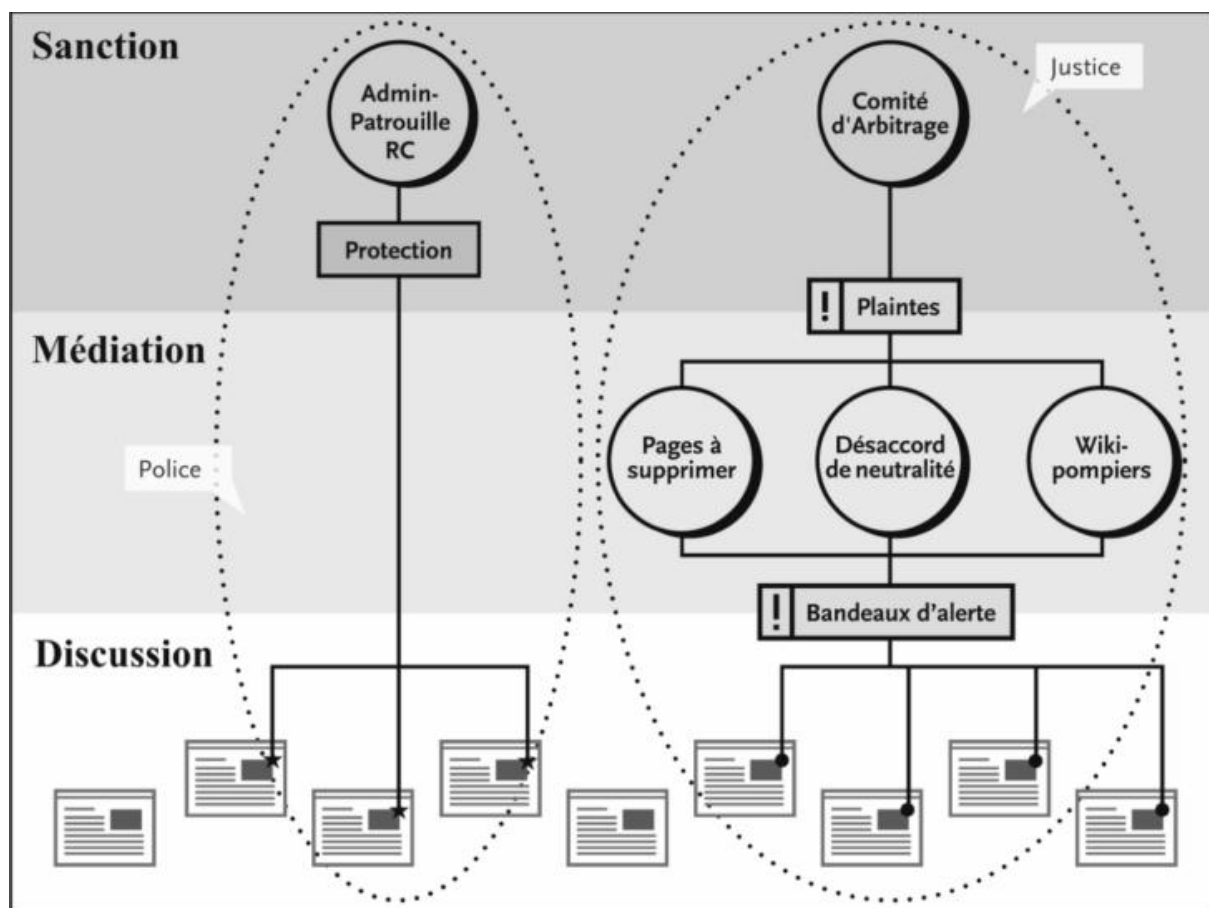 Sanction
Admin-
Patrouille
RC
Comité
d'Arbitrage
Justice
Protection
! Plaintes
Médiation
Pages à
supprimer
Désaccord
de neutralité
Wiki-
pompiers
Police
! Bandeaux d'alerte
Discussion